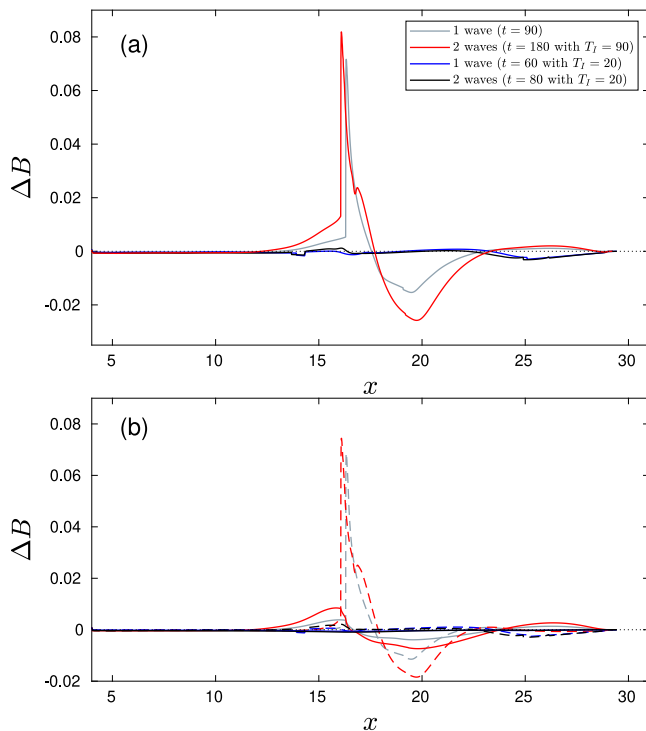 (a)
1 wave (t = 90)
2 waves (t = 180 with T_I = 90)
1 wave (t = 60 with T_I = 20)
2 waves (t = 80 with T_I = 20)
0.08
0.06
0.04
0.02
0
-0.02
ΔB
5 10 15 20 25 30
x
(b)
0.08
0.06
0.04
0.02
0
-0.02
ΔB
5 10 15 20 25 30
x